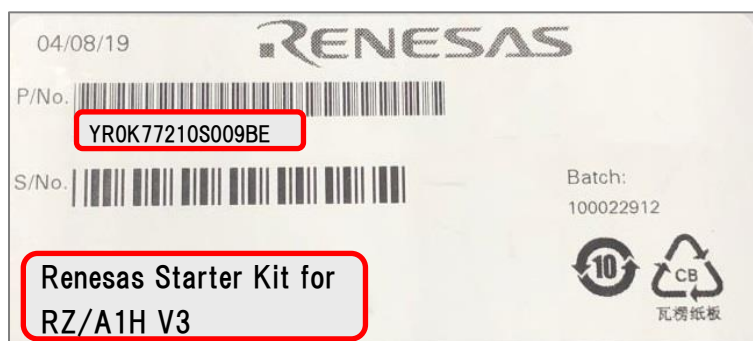 04/08/19
RENESAS
P/No.
YR0K77210S009BE
S/No.
Batch:
100022912
Renesas Starter Kit for
RZ/A1H V3
10
CB
瓦楞纸板